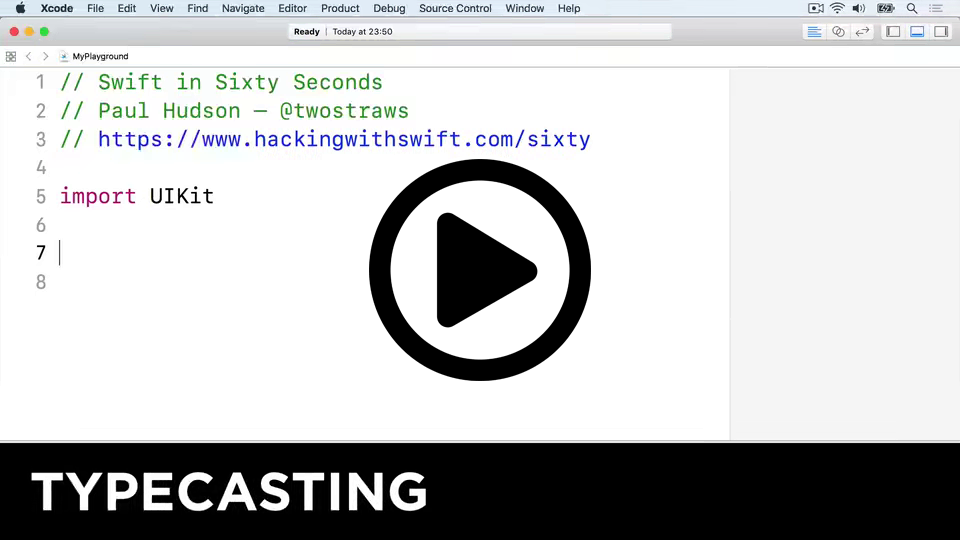 Xcode File Edit View Find Navigate Editor Product Debug Source Control Window Help
Ready | Today at 23:50
MyPlayground
1 // Swift in Sixty Seconds
2 // Paul Hudson — @twostraws
3 // https://www.hackingwithswift.com/sixty
4
5 import UIKit
6
7
8
TYPECASTING